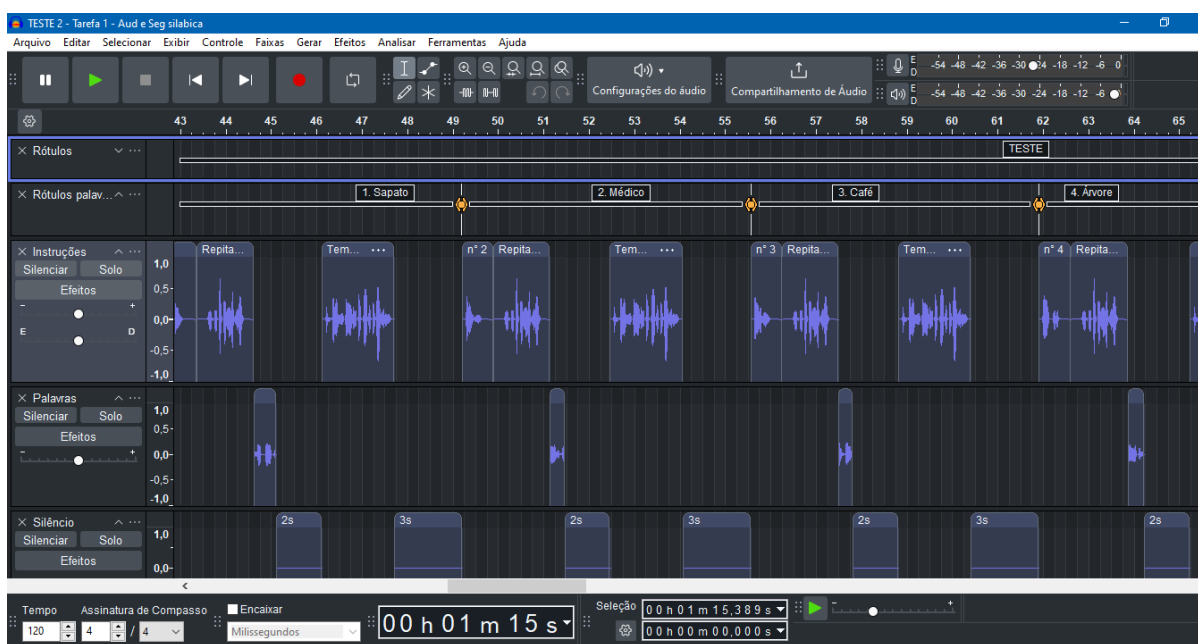 TESTE 2 - Tarefa 1 - Aud e Seg silabica
Arquivo Editar Selecionar Exibir Controle Faixas Gerar Efeitos Analisar Ferramentas Ajuda
Configurações do áudio
Compartilhamento de Áudio
E D -54 -48 -42 -36 -30 -24 -18 -12 -6 0
E D -54 -48 -42 -36 -30 -24 -18 -12 -6
43 44 45 46 47 48 49 50 51 52 53 54 55 56 57 58 59 60 61 62 63 64 65
Rótulos TESTE
Rótulos palav... 1. Sapato 2. Médico 3. Café 4. Árvore
Instruções Repita... Tem... n° 2 Repita... Tem... n° 3 Repita... Tem... n° 4 Repita...
Silenciar Solo 1,0
Efeitos 0,5
- + 0,0
E D -0,5
-1,0
Palavras
Silenciar Solo 1,0
Efeitos 0,5
- + 0,0
-0,5
-1,0
Silêncio 2s 3s 2s 3s 2s 3s 2s
Silenciar Solo 1,0
Efeitos 0,0
Tempo Assinatura de Compasso Encaixar Seleção
120 4 / 4 Milissegundos 00 h 01 m 15 s
00 h 01 m 15,389 s
00 h 00 m 00,000 s
- +